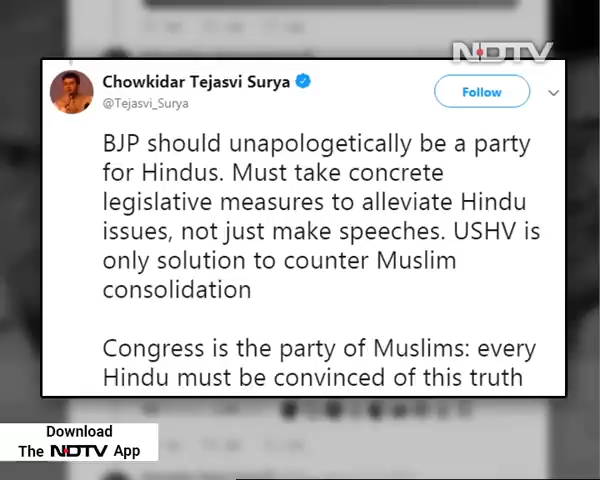 NDTV
Chowkidar Tejasvi Surya
@Tejasvi_Surya
Follow
BJP should unapologetically be a party
for Hindus. Must take concrete
legislative measures to alleviate Hindu
issues, not just make speeches. USHV is
only solution to counter Muslim
consolidation
Congress is the party of Muslims: every
Hindu must be convinced of this truth
Download
The NDTV App